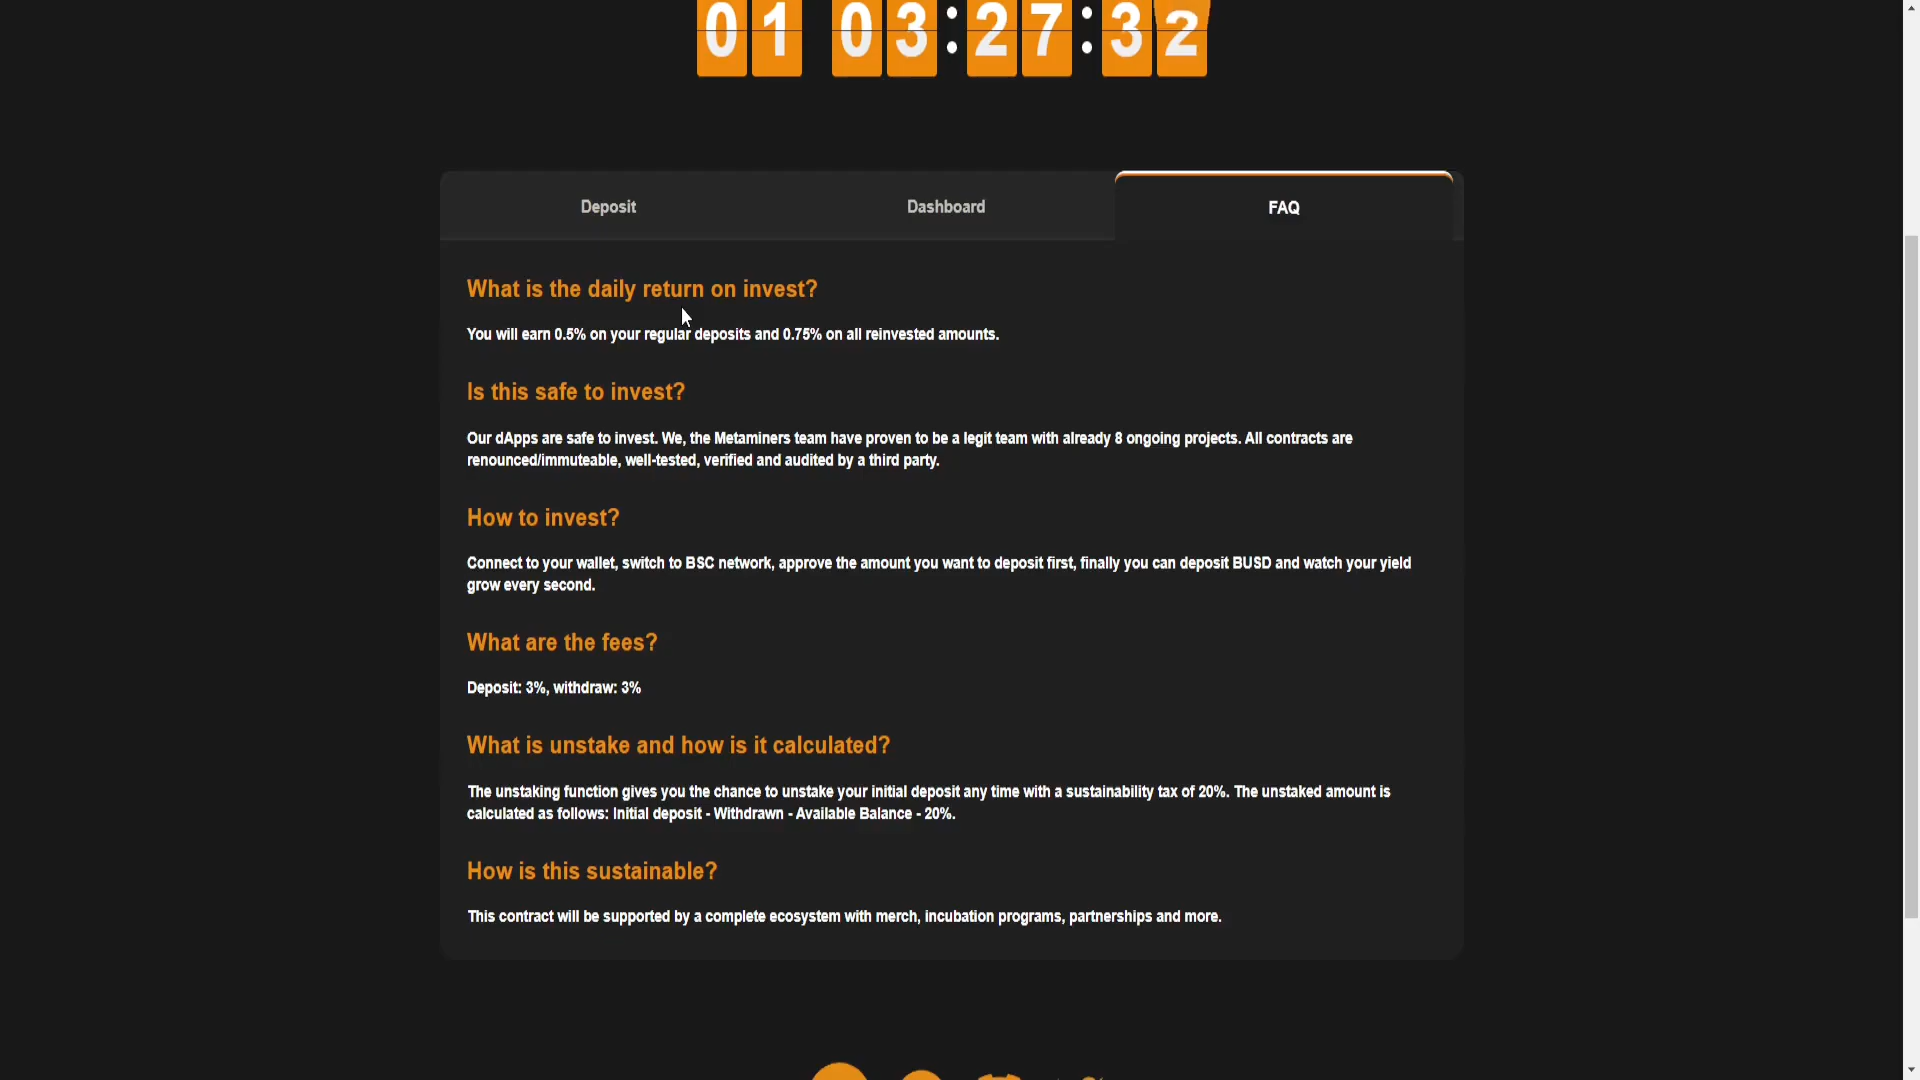 01 03:27:32
Deposit Dashboard FAQ
What is the daily return on invest?
You will earn 0.5% on your regular deposits and 0.75% on all reinvested amounts.
Is this safe to invest?
Our dApps are safe to invest. We, the Metaminers team have proven to be a legit team with already 8 ongoing projects. All contracts are
renounced/immuteable, well-tested, verified and audited by a third party.
How to invest?
Connect to your wallet, switch to BSC network, approve the amount you want to deposit first, finally you can deposit BUSD and watch your yield
grow every second.
What are the fees?
Deposit: 3%, withdraw: 3%
What is unstake and how is it calculated?
The unstaking function gives you the chance to unstake your initial deposit any time with a sustainability tax of 20%. The unstaked amount is
calculated as follows: Initial deposit - Withdrawn - Available Balance - 20%.
How is this sustainable?
This contract will be supported by a complete ecosystem with merch, incubation programs, partnerships and more.